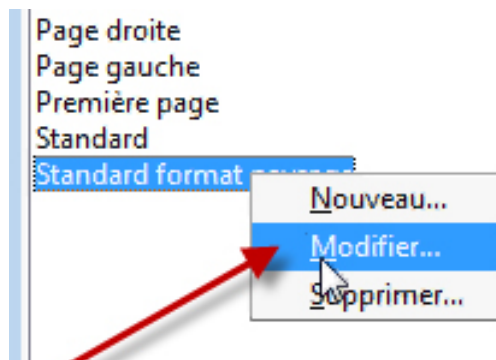 Page droite
Page gauche
Première page
Standard
Standard format
Nouveau...
Modifier...
Supprimer...